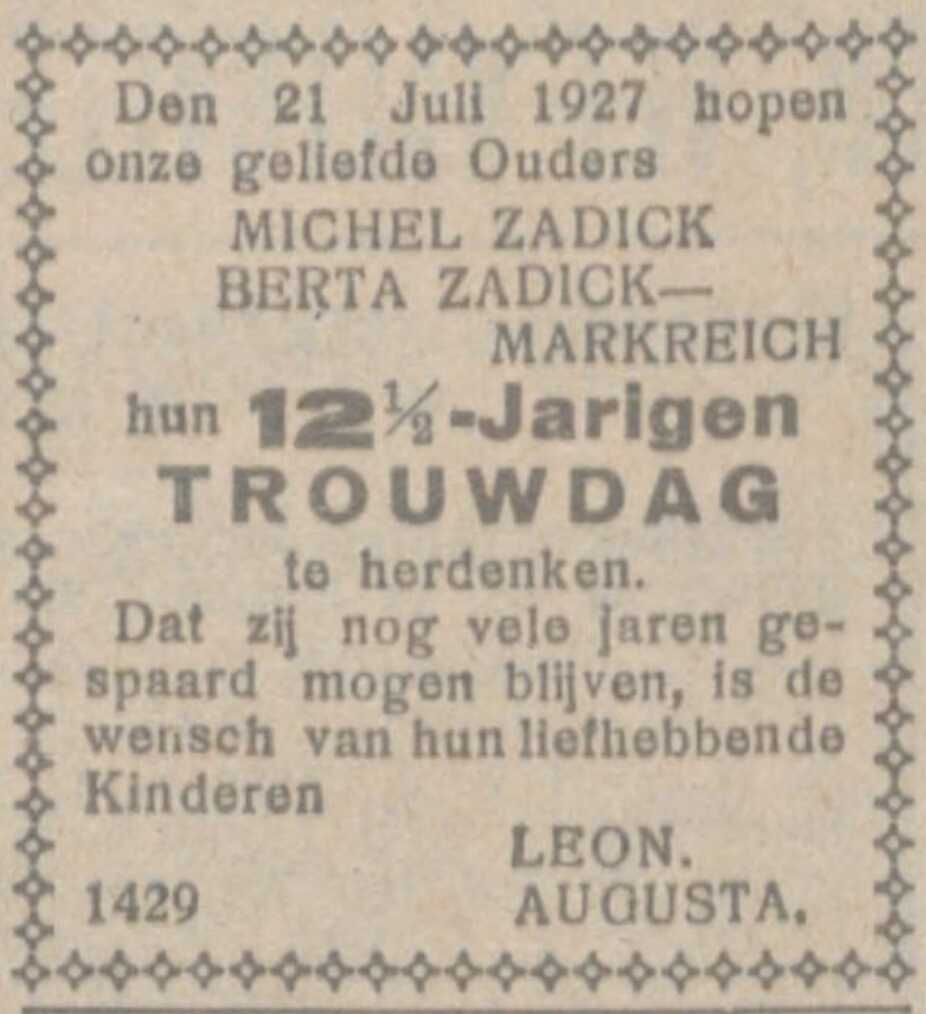 Den 21 Juli 1927 hopen
onze geliefde Ouders
MICHEL ZADICK
BERTA ZADICK—
MARKREICH
hun 12½-Jarigen
TROUWDAG
te herdenken.
Dat zij nog vele jaren ge-
spaard mogen blijven, is de
wensch van hun liefhebbende
Kinderen
LEON.
1429 AUGUSTA.